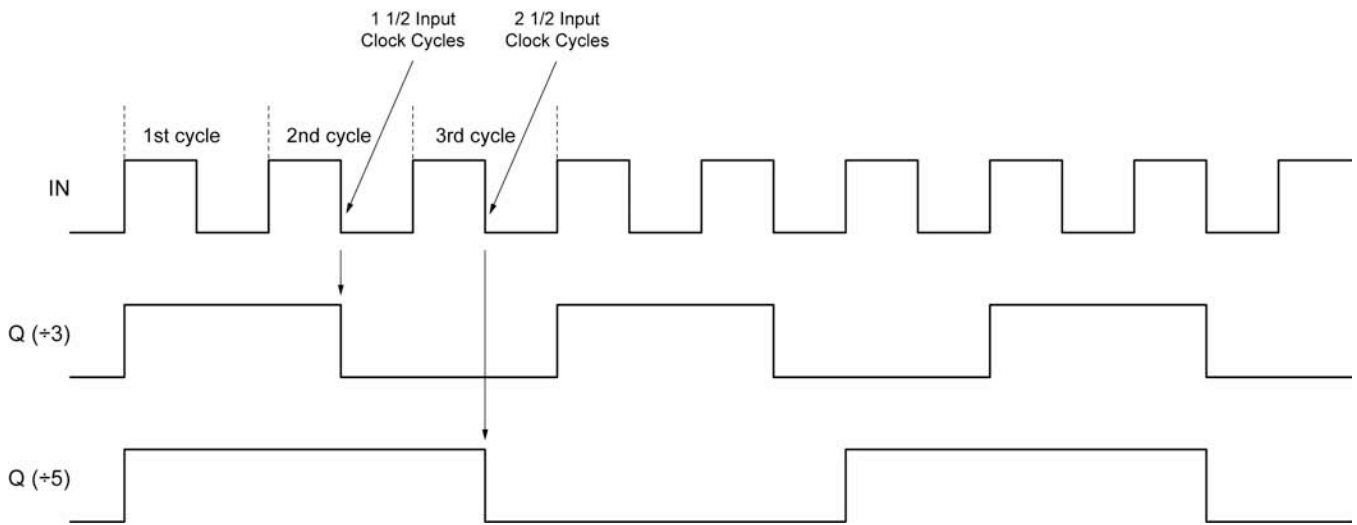 1 1/2 Input
Clock Cycles
2 1/2 Input
Clock Cycles
1st cycle
2nd cycle
3rd cycle
IN
Q (÷3)
Q (÷5)